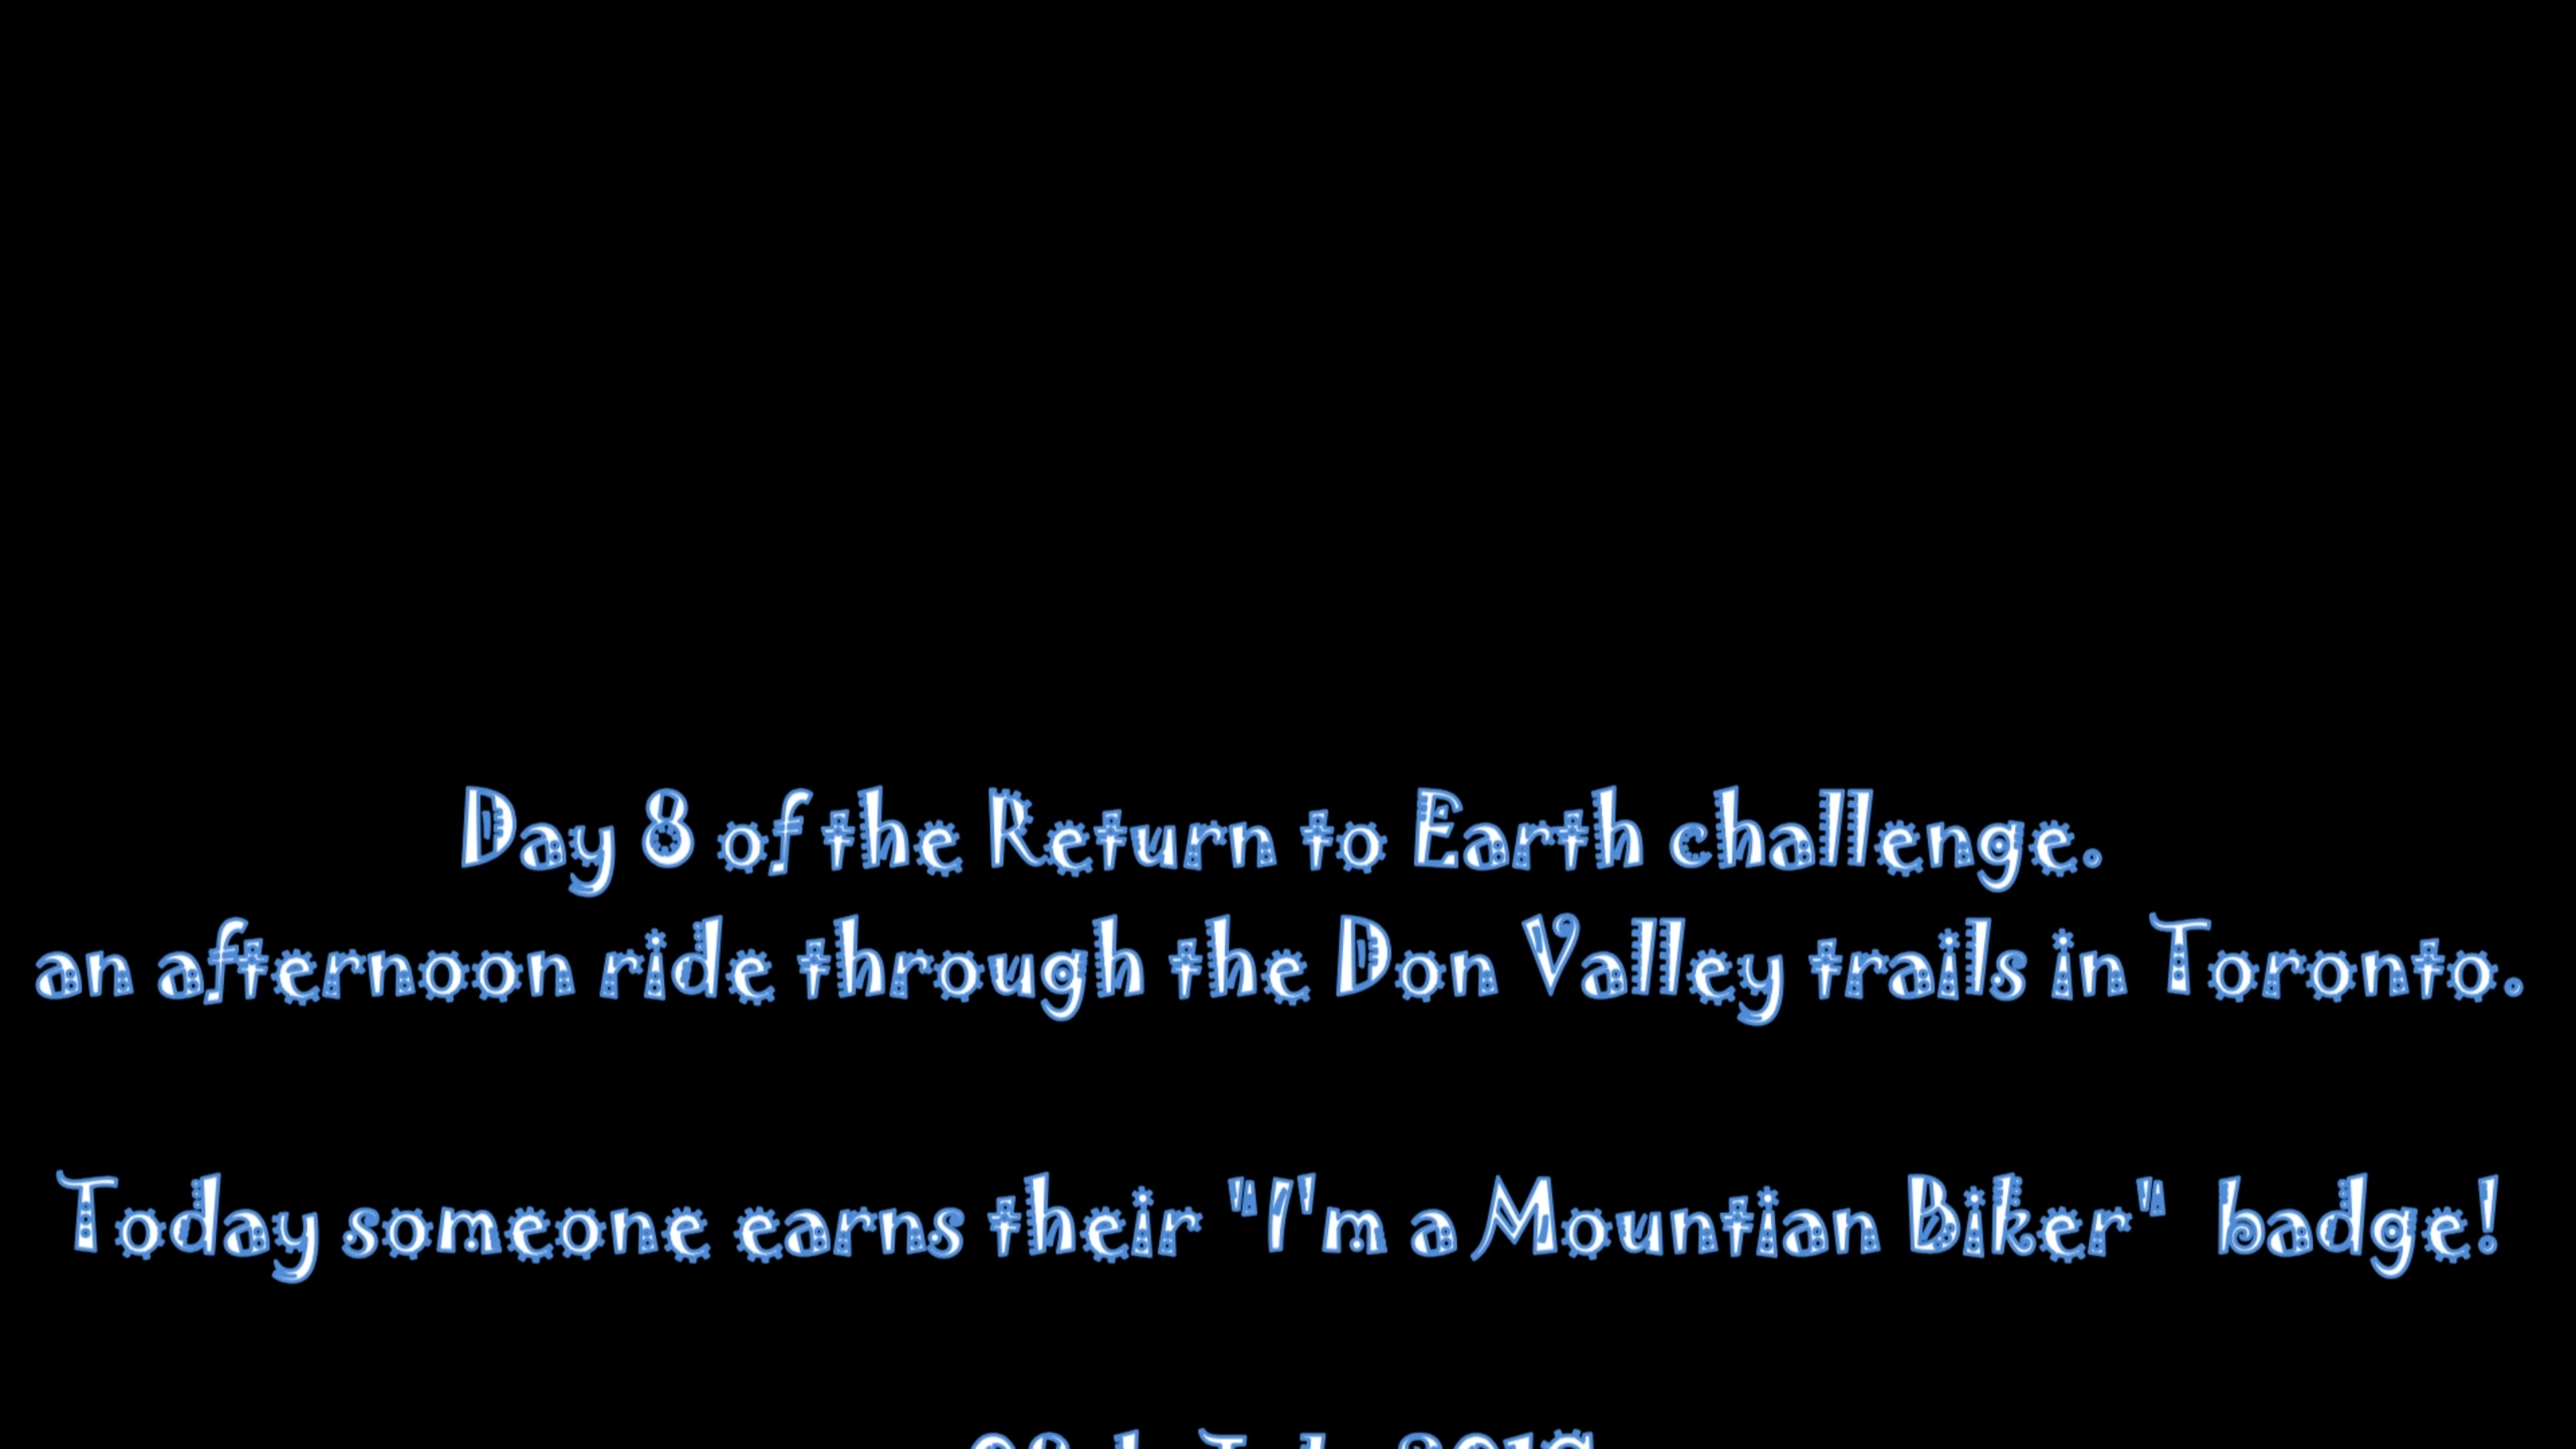 Day 8 of the Return to Earth challenge.
an afternoon ride through the Don Valley trails in Toronto.
Today someone earns their "I'm a Mountian Biker" badge!